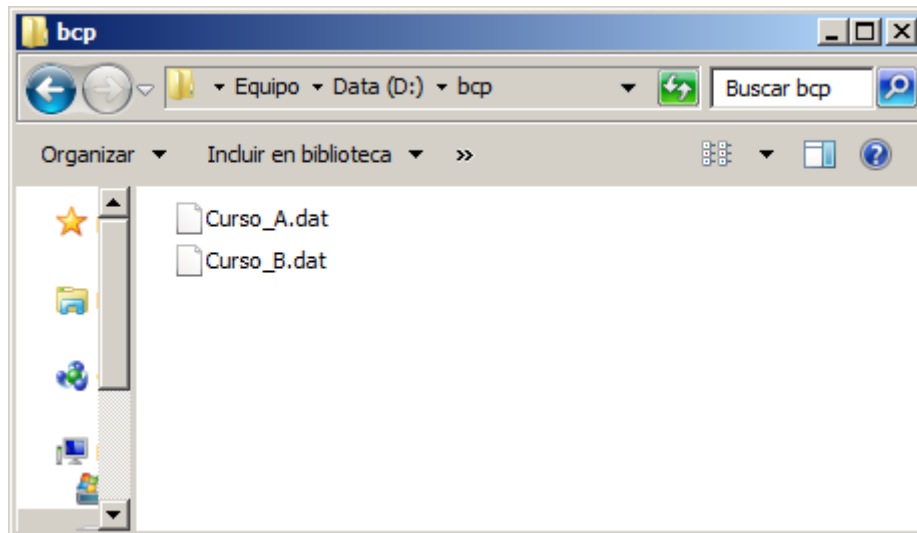 bcp
Equipo Data (D:) bcp Buscar bcp
Organizar Incluir en biblioteca »
Curso_A.dat
Curso_B.dat